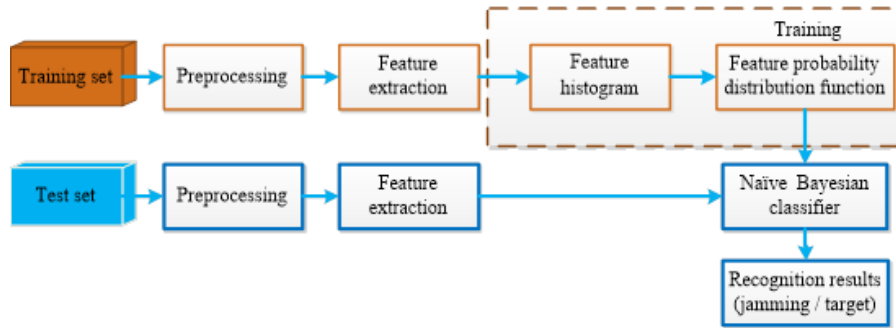 Training
Training set
Preprocessing
Feature
extraction
Feature
histogram
Feature probability
distribution function
Test set
Preprocessing
Feature
extraction
Naïve Bayesian
classifier
Recognition results
(jamming / target)